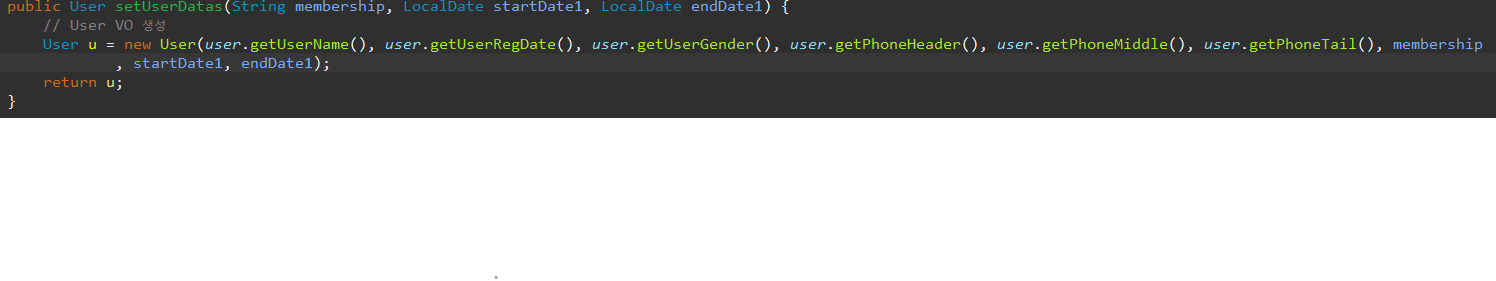 public User setUserDatas(String membership, LocalDate startDate1, LocalDate endDate1) {
// User VO 생성
User u = new User(user.getUserName(), user.getUserRegDate(), user.getUserGender(), user.getPhoneHeader(), user.getPhoneMiddle(), user.getPhoneTail(), membership
, startDate1, endDate1);
return u;
}